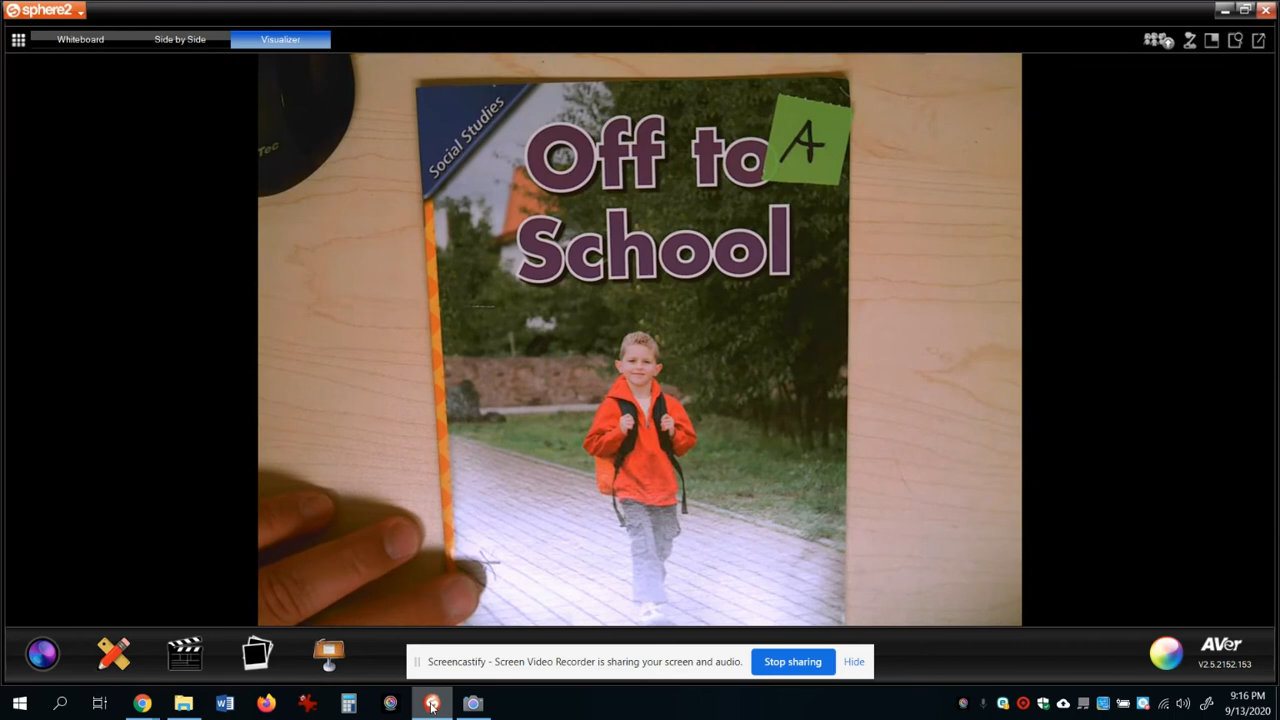 sphere2
Whiteboard
Side by Side
Visualizer
Tec
Social Studies
Off to
A
School
Screencastify - Screen Video Recorder is sharing your screen and audio.
Stop sharing
Hide
AVer
V2.5.2152.153
9:16 PM
9/13/2020